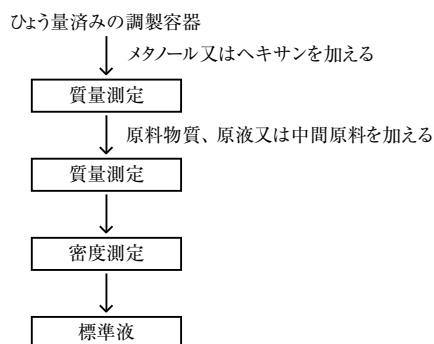 ひょう量済みの調製容器
メタノール又はヘキサンを加える
質量測定
原料物質、原液又は中間原料を加える
質量測定
密度測定
標準液